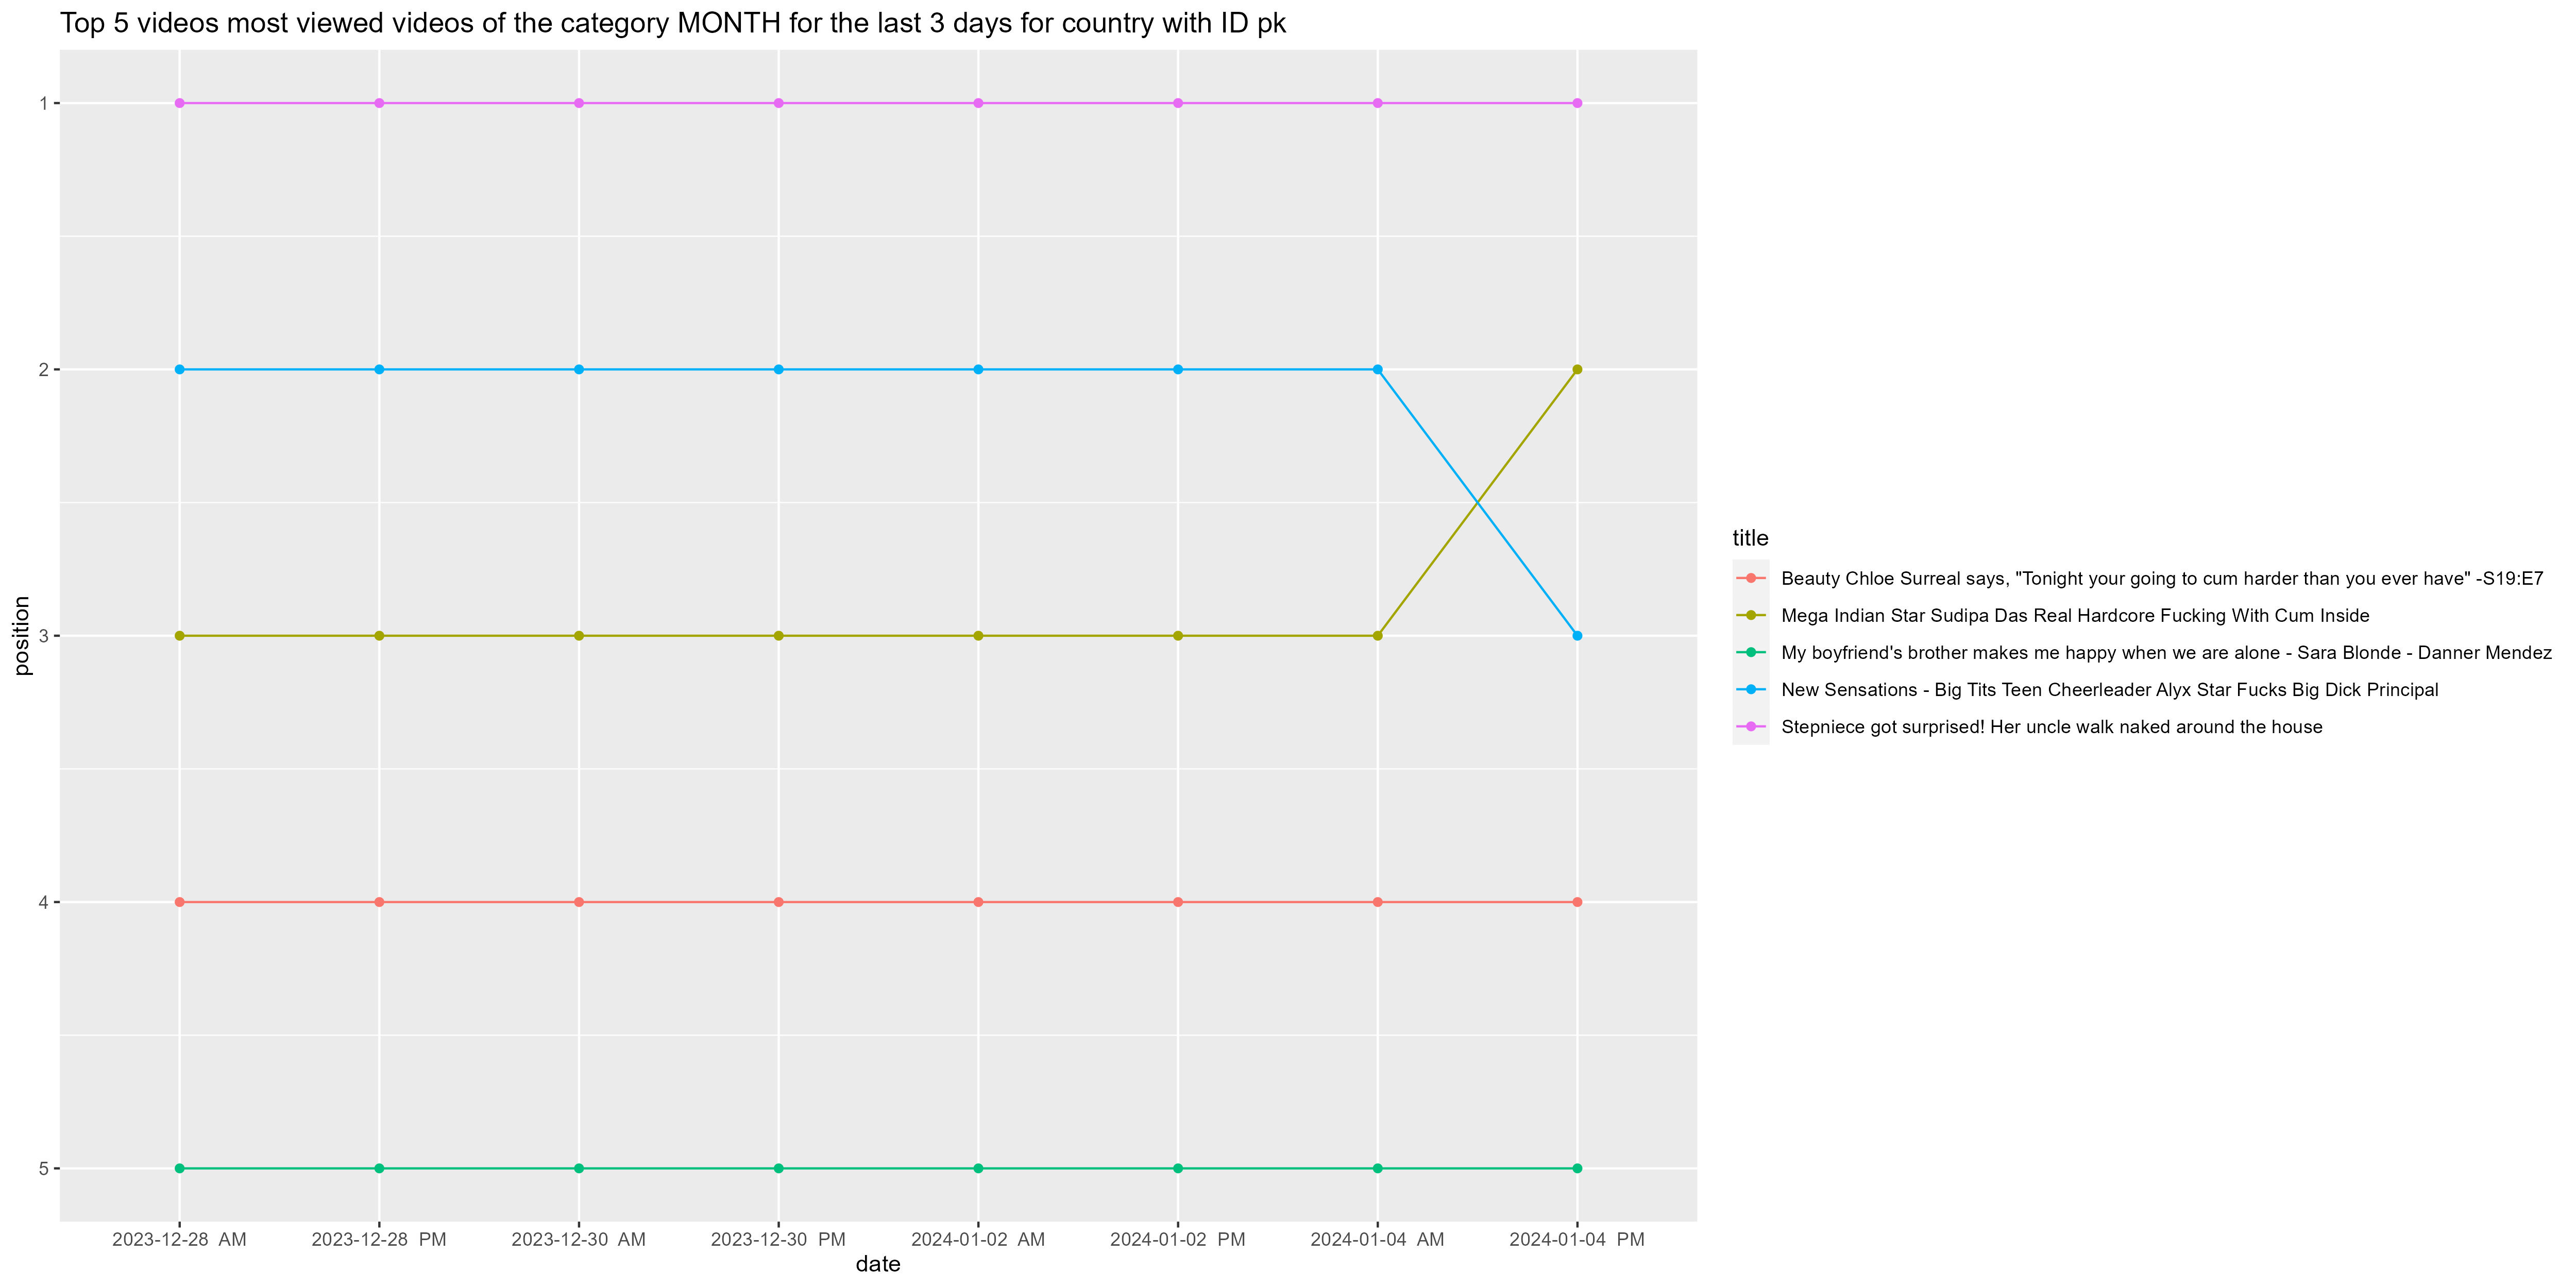 Top 5 videos most viewed videos of the category MONTH for the last 3 days for country with ID pk
1
2
3
4
5
position
2023-12-28 AM
2023-12-28 PM
2023-12-30 AM
2023-12-30 PM
2024-01-02 AM
2024-01-02 PM
2024-01-04 AM
2024-01-04 PM
date
title
Beauty Chloe Surreal says, "Tonight your going to cum harder than you ever have" -S19:E7
Mega Indian Star Sudipa Das Real Hardcore Fucking With Cum Inside
My boyfriend's brother makes me happy when we are alone - Sara Blonde - Danner Mendez
New Sensations - Big Tits Teen Cheerleader Alyx Star Fucks Big Dick Principal
Stepniece got surprised! Her uncle walk naked around the house